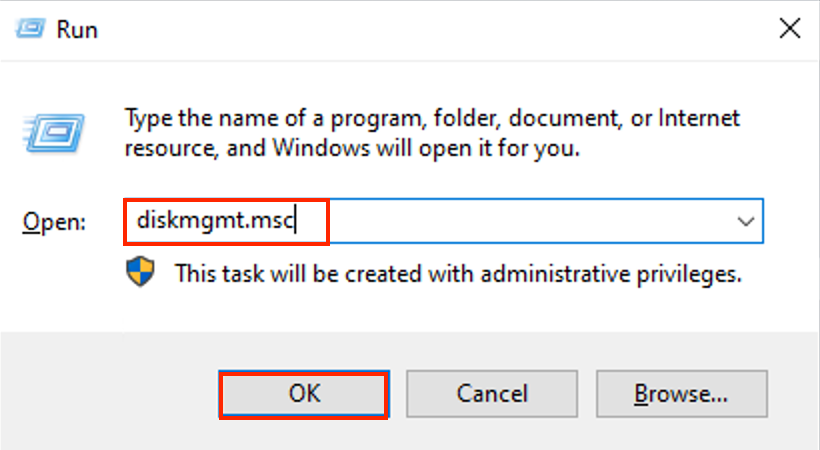 Run
Type the name of a program, folder, document, or Internet
resource, and Windows will open it for you.
Open: diskmgmt.msc
This task will be created with administrative privileges.
OK Cancel Browse...